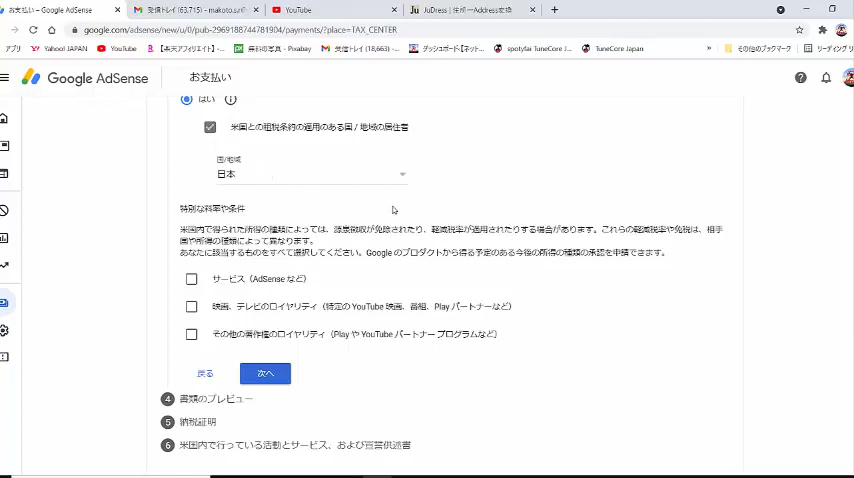 お支払い – Google AdSense
受信トレイ (63,715) - makoto.s.r
YouTube
JuDress | 住所→Address変換
google.com/adsense/new/u/0/pub-2969188744781904/payments/?place=TAX_CENTER
アプリ Yahoo! JAPAN YouTube 【楽天アフィリエイト】- 無料の写真 - Pixabay 受信トレイ (18,663) -... ダッシュボード【ネット... spotyfai TuneCore J... TuneCore Japan » その他のブックマーク リーディング
Google AdSense お支払い
はい
米国との租税条約の適用のある国 / 地域の居住者
国/地域
日本
特別な料率や条件
米国内で得られた所得の種類によっては、源泉徴収が免除されたり、軽減税率が適用されたりする場合があります。これらの軽減税率や免税は、相手
国や所得の種類によって異なります。
あなたに該当するものをすべて選択してください。Google のプロダクトから得る予定のある今後の所得の種類の承認を申請できます。
サービス（AdSense など）
映画、テレビのロイヤリティ（特定の YouTube 映画、番組、Play パートナーなど）
その他の著作権のロイヤリティ（Play や YouTube パートナー プログラムなど）
戻る 次へ
4 書類のプレビュー
5 納税証明
6 米国内で行っている活動とサービス、および宣誓供述書